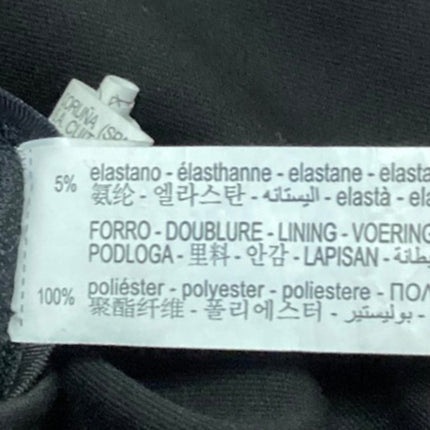 CORUÑA (SPA
5% elastano - élasthanne - elastane - elasta
氨纶 - 엘라스탄 - اليستانه - elastà - ela
FORRO - DOUBLURE - LINING - VOERING
PODLOGA - 里料 - 안감 - LAPISAN - بطانة
100% poliéster - polyester - poliestere - ПОЛ
聚酯纤维 - 폴리에스터 - بوليستير -